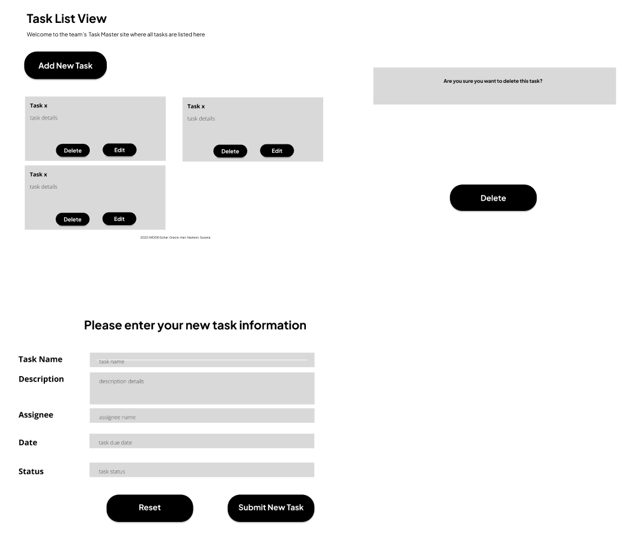 Task List View
Welcome to the team's Task Master site where all tasks are listed here
Add New Task
Task x
task details
Delete
Edit
Task x
task details
Delete
Edit
Task x
task details
Delete
Edit
Are you sure you want to delete this task?
Delete
Please enter your new task information
Task Name
task name
Description
description details
Assignee
assignee name
Date
task due date
Status
task status
Reset
Submit New Task